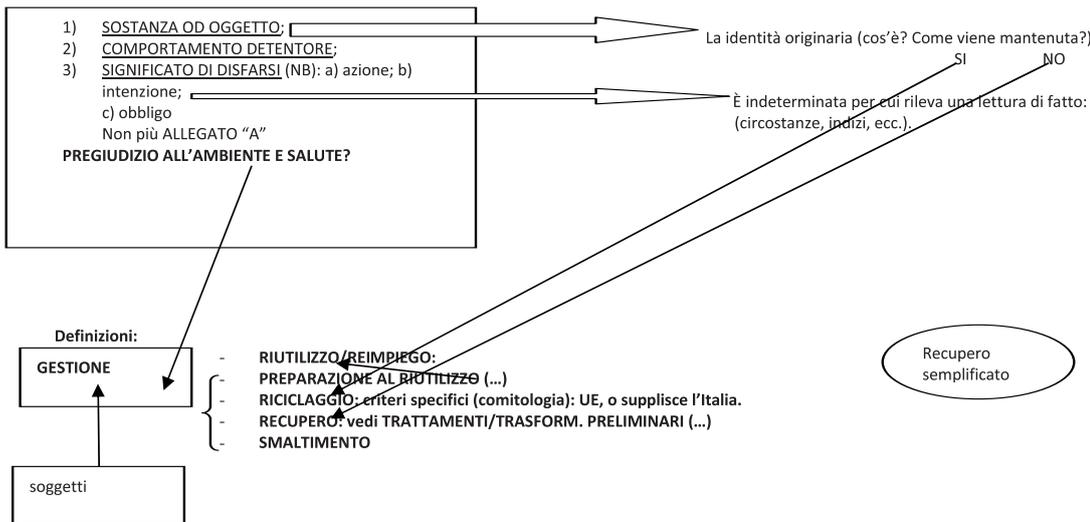 1) SOSTANZA OD OGGETTO;
2) COMPORTAMENTO DETENTORE;
3) SIGNIFICATO DI DISFARSI (NB): a) azione; b)
intenzione;
c) obbligo
Non più ALLEGATO “A”
PREGIUDIZIO ALL’AMBIENTE E SALUTE?
La identità originaria (cos’è? Come viene mantenuta?)
SI NO
È indeterminata per cui rileva una lettura di fatto:
(circostanze, indizi, ecc.).
Definizioni:
GESTIONE
- RIUTILIZZO/REIMPIEGO:
- PREPARAZIONE AL RIUTILIZZO (…)
- RICICLAGGIO: criteri specifici (comitologia): UE, o supplisce l’Italia.
- RECUPERO: vedi TRATTAMENTI/TRASFORM. PRELIMINARI (…)
- SMALTIMENTO
Recupero
semplificato
soggetti